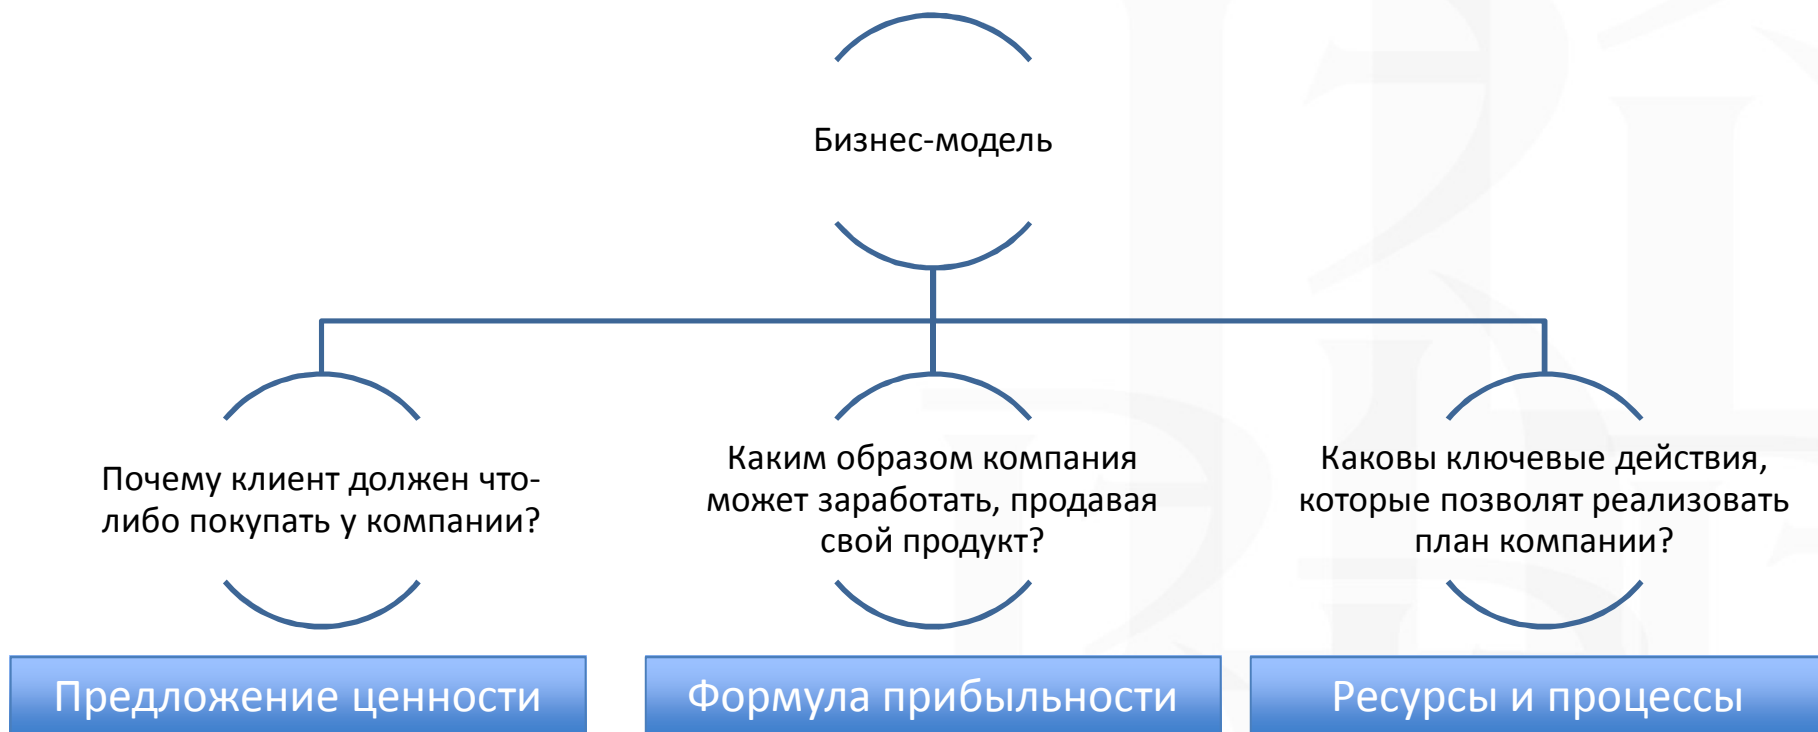 Бизнес-модель
Почему клиент должен что-
либо покупать у компании?
Каким образом компания
может заработать, продавая
свой продукт?
Каковы ключевые действия,
которые позволят реализовать
план компании?
Предложение ценности
Формула прибыльности
Ресурсы и процессы